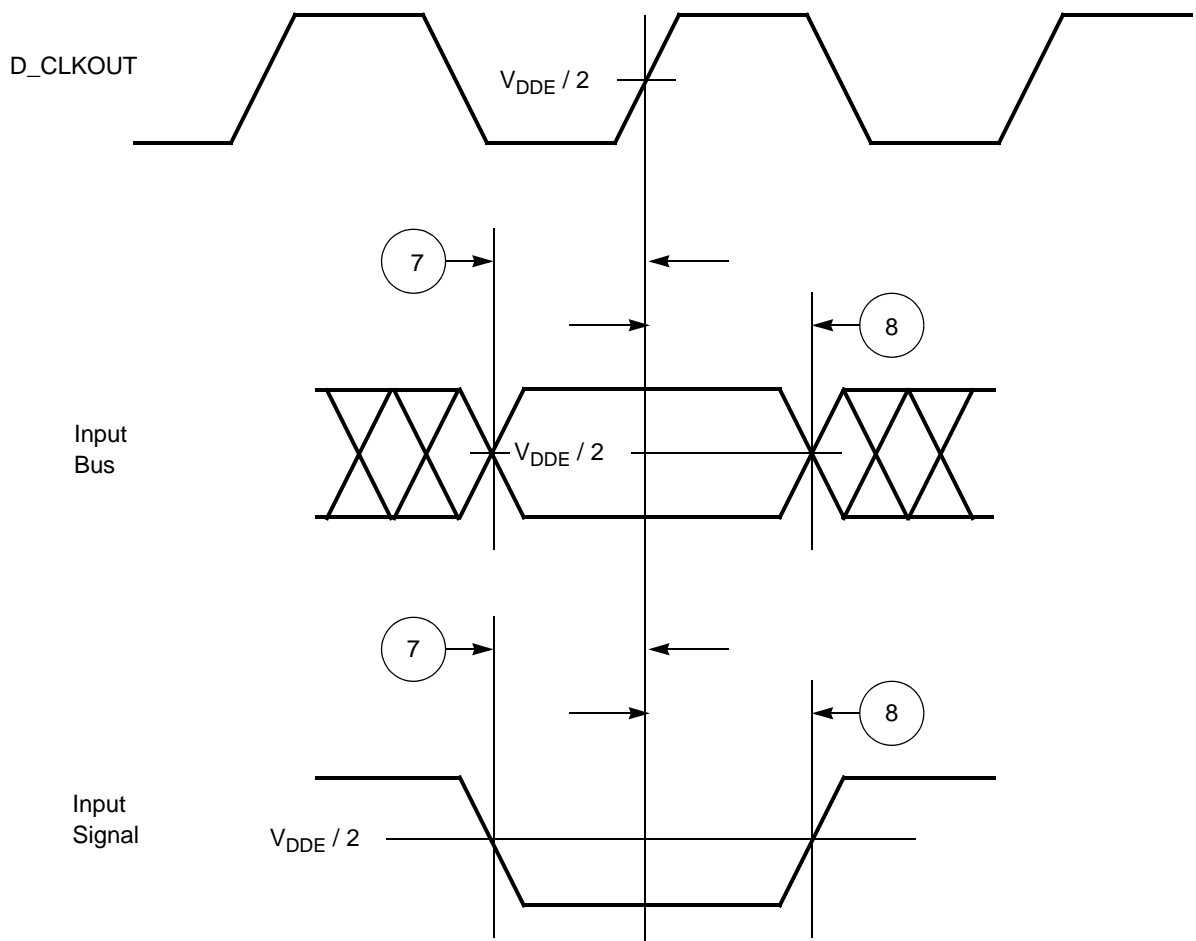 D_CLKOUT
V_DDE / 2
7
8
Input
Bus
V_DDE / 2
7
8
Input
Signal
V_DDE / 2